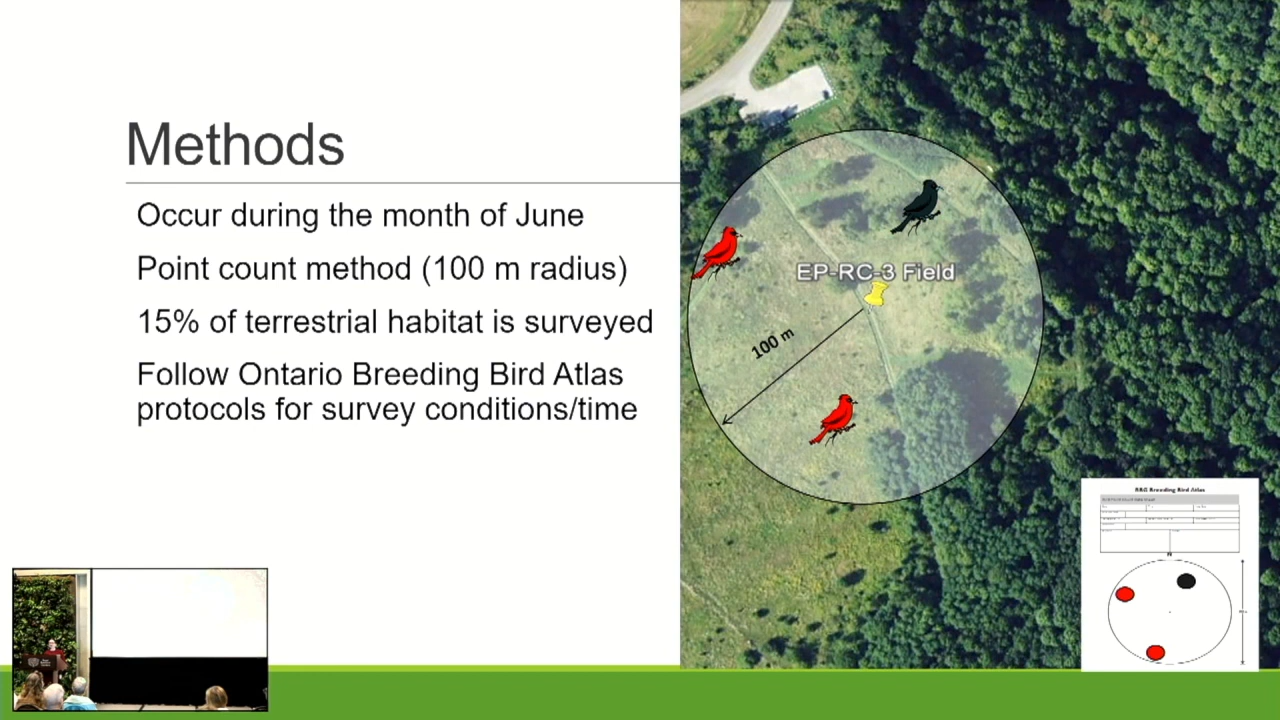 Methods
Occur during the month of June
Point count method (100 m radius)
15% of terrestrial habitat is surveyed
Follow Ontario Breeding Bird Atlas
protocols for survey conditions/time
EP-RC-3 Field
100 m
RBG Breeding Bird Atlas
N